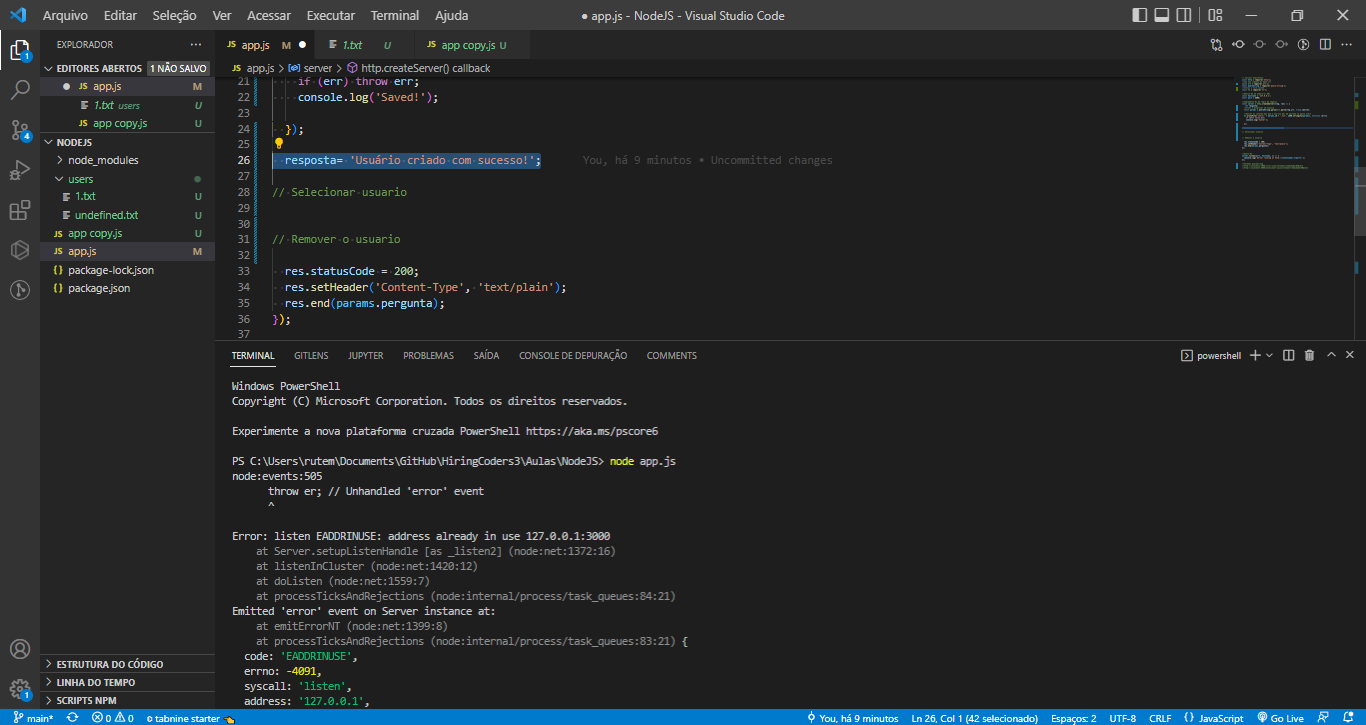 Arquivo Editar Seleção Ver Acessar Executar Terminal Ajuda
● app.js - NodeJS - Visual Studio Code
EXPLORADOR
EDITORES ABERTOS 1 NÃO SALVO
JS app.js M
1.txt users U
JS app copy.js U
NODEJS
node_modules
users
1.txt U
undefined.txt U
JS app copy.js U
JS app.js M
{} package-lock.json
{} package.json
ESTRUTURA DO CÓDIGO
LINHA DO TEMPO
SCRIPTS NPM
1
4
1
JS app.js M ● 1.txt U JS app copy.js U
JS app.js > server > http.createServer() callback
21 if (err) throw err;
22 console.log('Saved!');
23
24 });
25
26 resposta= 'Usuário criado com sucesso!'; You, há 9 minutos • Uncommitted changes
27
28 // Selecionar usuario
29
30
31 // Remover o usuario
32
33 res.statusCode = 200;
34 res.setHeader('Content-Type', 'text/plain');
35 res.end(params.pergunta);
36 });
37
TERMINAL GITLENS JUPYTER PROBLEMAS SAÍDA CONSOLE DE DEPURAÇÃO COMMENTS
powershell
Windows PowerShell
Copyright (C) Microsoft Corporation. Todos os direitos reservados.
Experimente a nova plataforma cruzada PowerShell https://aka.ms/pscore6
PS C:\Users\rutem\Documents\GitHub\HiringCoders3\Aulas\NodeJS> node app.js
node:events:505
throw er; // Unhandled 'error' event
^
Error: listen EADDRINUSE: address already in use 127.0.0.1:3000
at Server.setupListenHandle [as _listen2] (node:net:1372:16)
at listenInCluster (node:net:1420:12)
at doListen (node:net:1559:7)
at processTicksAndRejections (node:internal/process/task_queues:84:21)
Emitted 'error' event on Server instance at:
at emitErrorNT (node:net:1399:8)
at processTicksAndRejections (node:internal/process/task_queues:83:21) {
code: 'EADDRINUSE',
errno: -4091,
syscall: 'listen',
address: '127.0.0.1',
main* 0 0 tabnine starter
You, há 9 minutos Ln 26, Col 1 (42 selecionado) Espaços: 2 UTF-8 CRLF {} JavaScript Go Live